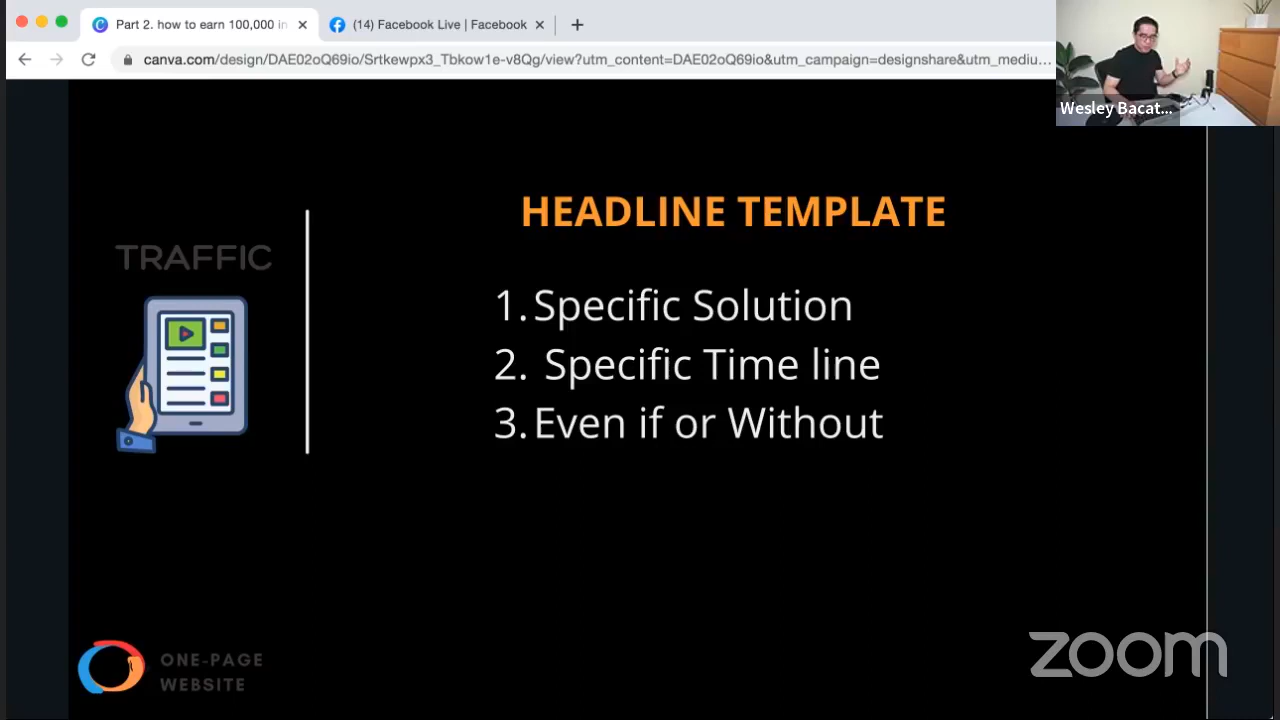 Part 2. how to earn 100,000 in
(14) Facebook Live | Facebook
canva.com/design/DAE02oQ69io/Srtkewpx3_Tbkow1e-v8Qg/view?utm_content=DAE02oQ69io&utm_campaign=designshare&utm_mediu...
Wesley Bacat...
HEADLINE TEMPLATE
TRAFFIC
1. Specific Solution
2. Specific Time line
3. Even if or Without
ONE-PAGE
WEBSITE
zoom